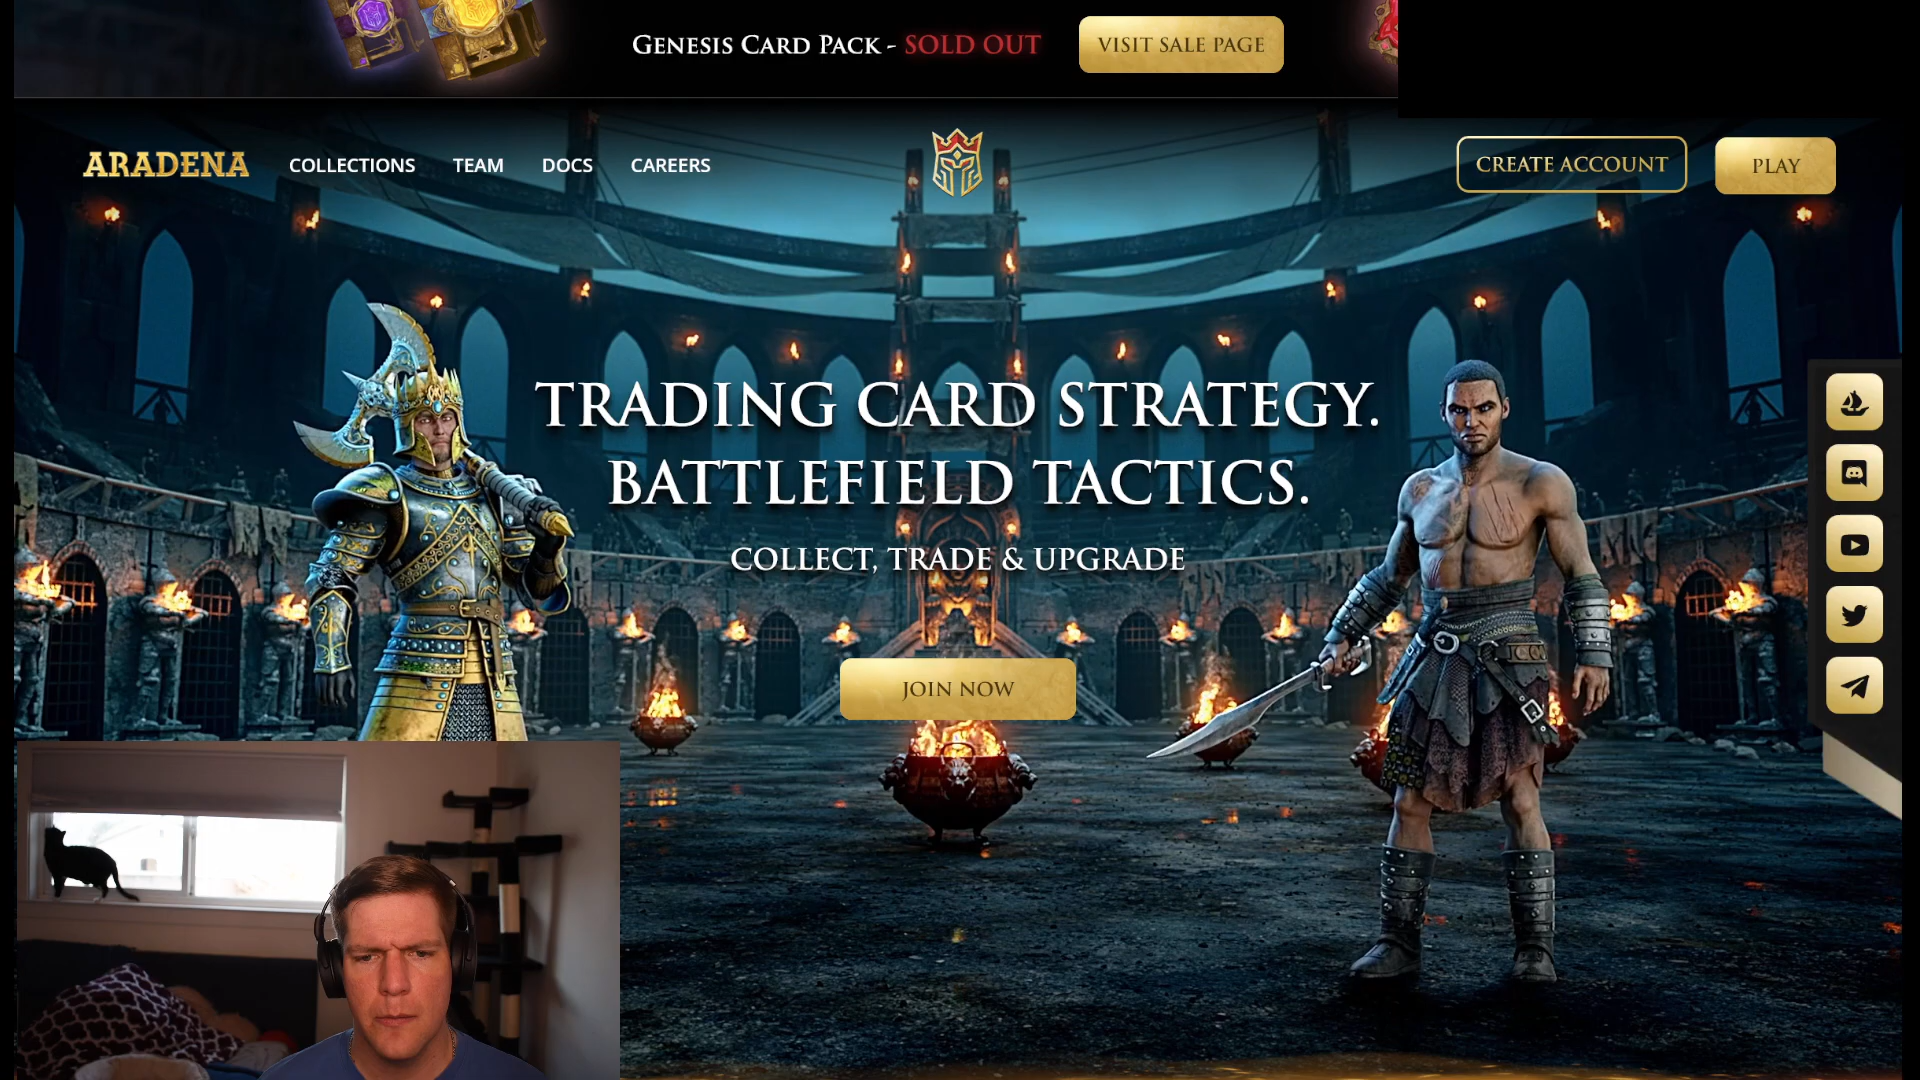 GENESIS CARD PACK - SOLD OUT
VISIT SALE PAGE
ARADENA
COLLECTIONS
TEAM
DOCS
CAREERS
CREATE ACCOUNT
PLAY
TRADING CARD STRATEGY.
BATTLEFIELD TACTICS.
COLLECT, TRADE & UPGRADE
JOIN NOW